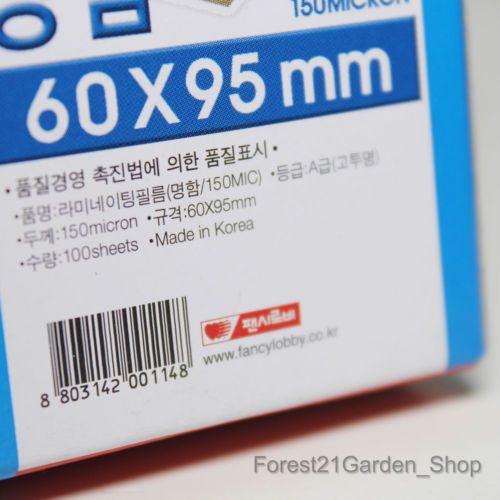 150MICRON
60X95mm
• 품질경영 촉진법에 의한 품질표시 •
•품명:라미네이팅필름(명함/150MIC) •등급:A급(고투명)
•두께:150micron •규격:60X95mm
•수량:100sheets •Made in Korea
팬시로비
www.fancylobby.co.kr
8 803142 001148
Forest21Garden_Shop